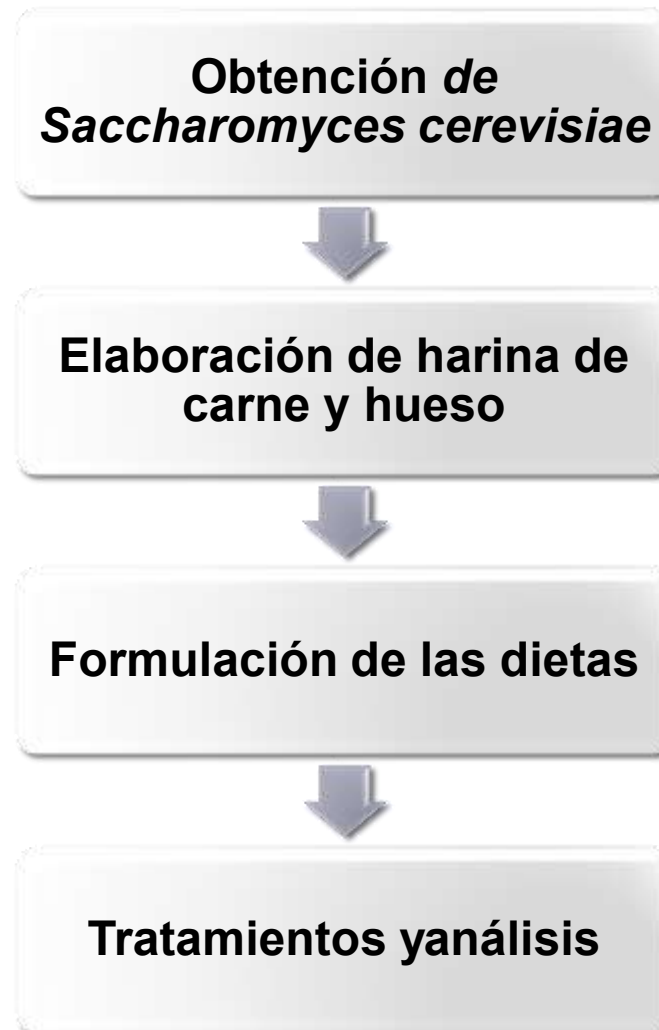 Obtención de
Saccharomyces cerevisiae
Elaboración de harina de
carne y hueso
Formulación de las dietas
Tratamientos yanálisis